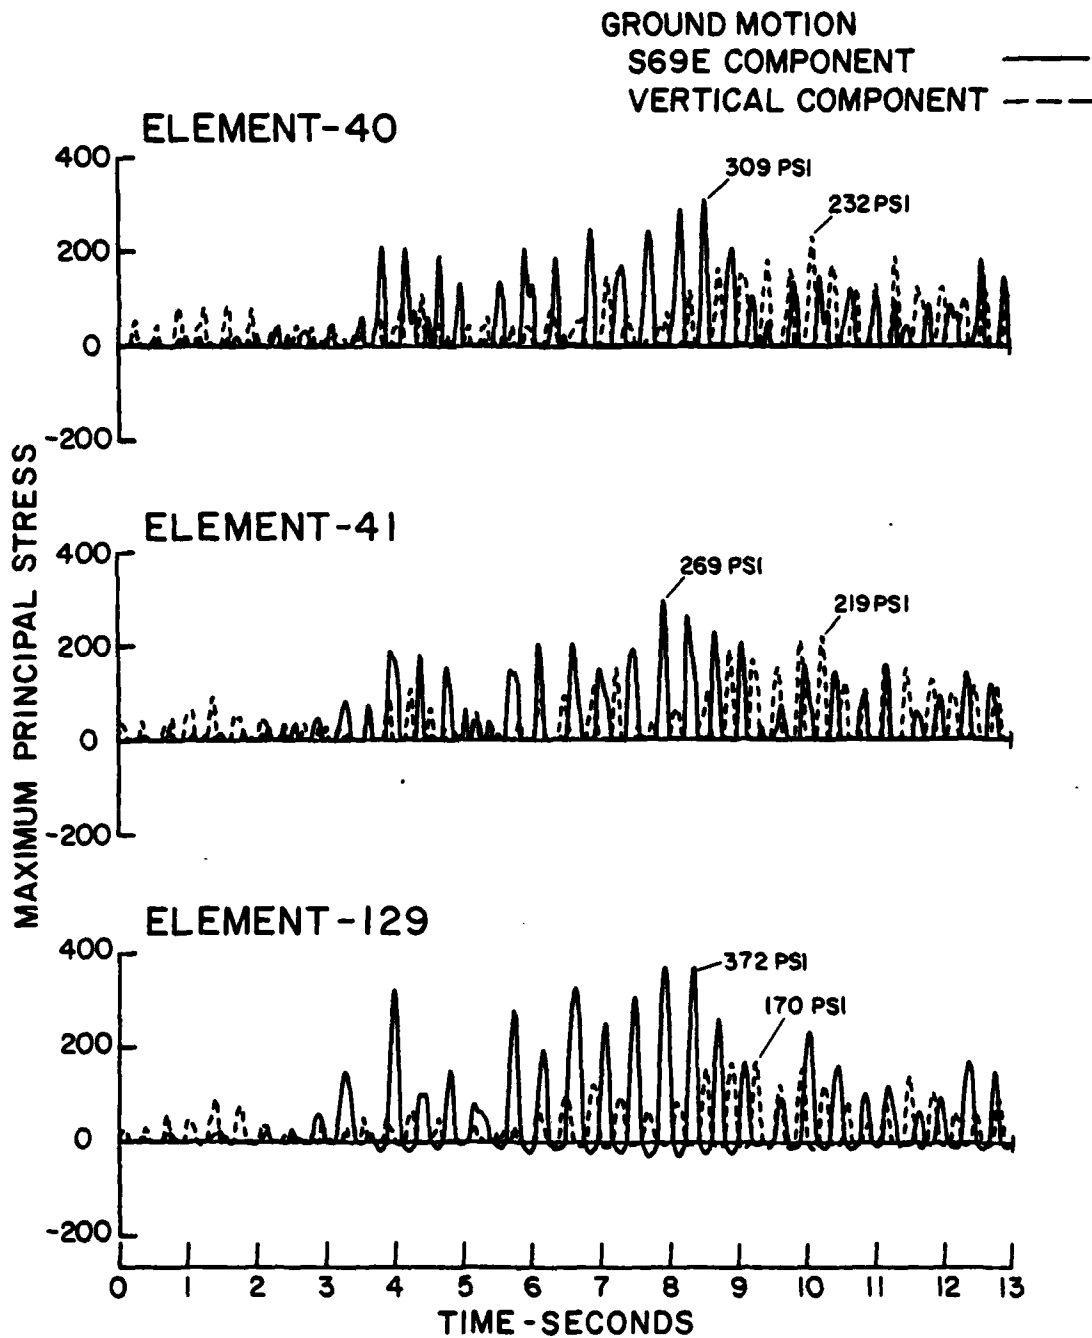 GROUND MOTION
S69E COMPONENT
VERTICAL COMPONENT
MAXIMUM PRINCIPAL STRESS
ELEMENT-40
400
309 PSI
232 PSI
200
0
-200
ELEMENT-41
400
269 PSI
219 PSI
200
0
-200
ELEMENT-129
400
372 PSI
170 PSI
200
0
-200
0 1 2 3 4 5 6 7 8 9 10 11 12 13
TIME-SECONDS